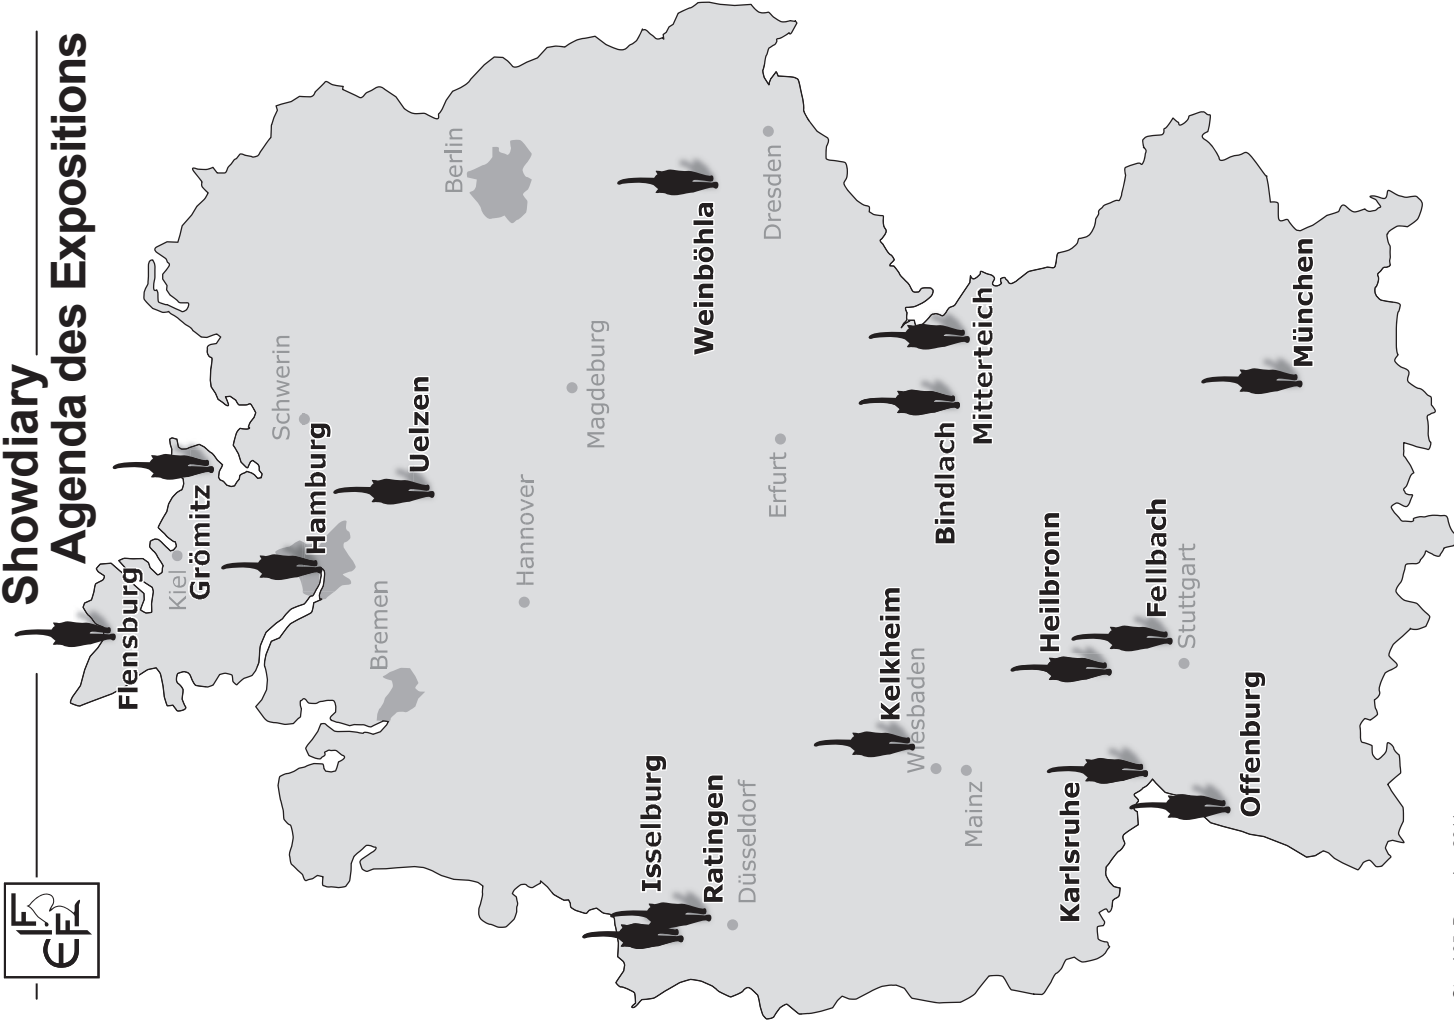 Showdiary
Agenda des Expositions
FIFe
Flensburg
Kiel
Grömitz
Schwerin
Hamburg
Uelzen
Bremen
Berlin
Hannover
Magdeburg
Isselburg
Ratingen
Düsseldorf
Weinböhla
Dresden
Erfurt
Kelkheim
Wiesbaden
Mainz
Bindlach
Mitterteich
Heilbronn
Karlsruhe
Fellbach
Stuttgart
Offenburg
München